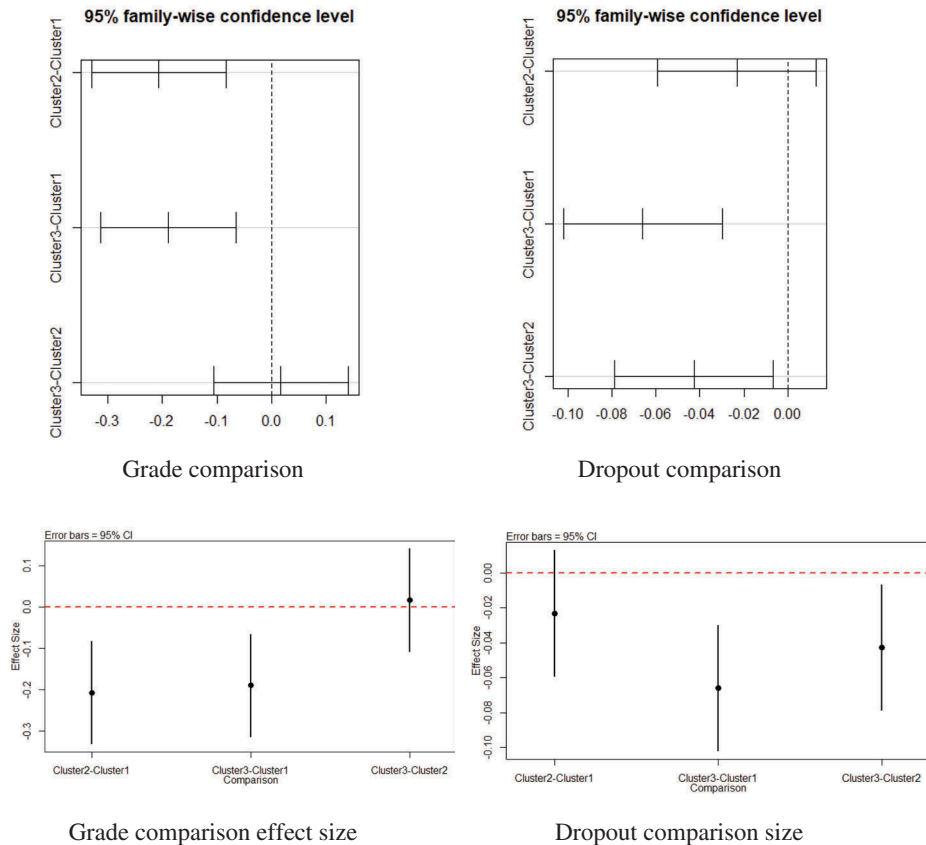 95% family-wise confidence level
Cluster2-Cluster1
Cluster3-Cluster1
Cluster3-Cluster2
-0.3 -0.2 -0.1 0.0 0.1
Grade comparison
95% family-wise confidence level
Cluster2-Cluster1
Cluster3-Cluster1
Cluster3-Cluster2
-0.10 -0.08 -0.06 -0.04 -0.02 0.00
Dropout comparison
Error bars = 95% CI
Effect Size
0.1
0.0
-0.1
-0.2
-0.3
Cluster2-Cluster1 Cluster3-Cluster1 Cluster3-Cluster2
Comparison
Grade comparison effect size
Error bars = 95% CI
Effect Size
0.00
-0.02
-0.04
-0.06
-0.08
-0.10
Cluster2-Cluster1 Cluster3-Cluster1 Cluster3-Cluster2
Comparison
Dropout comparison size